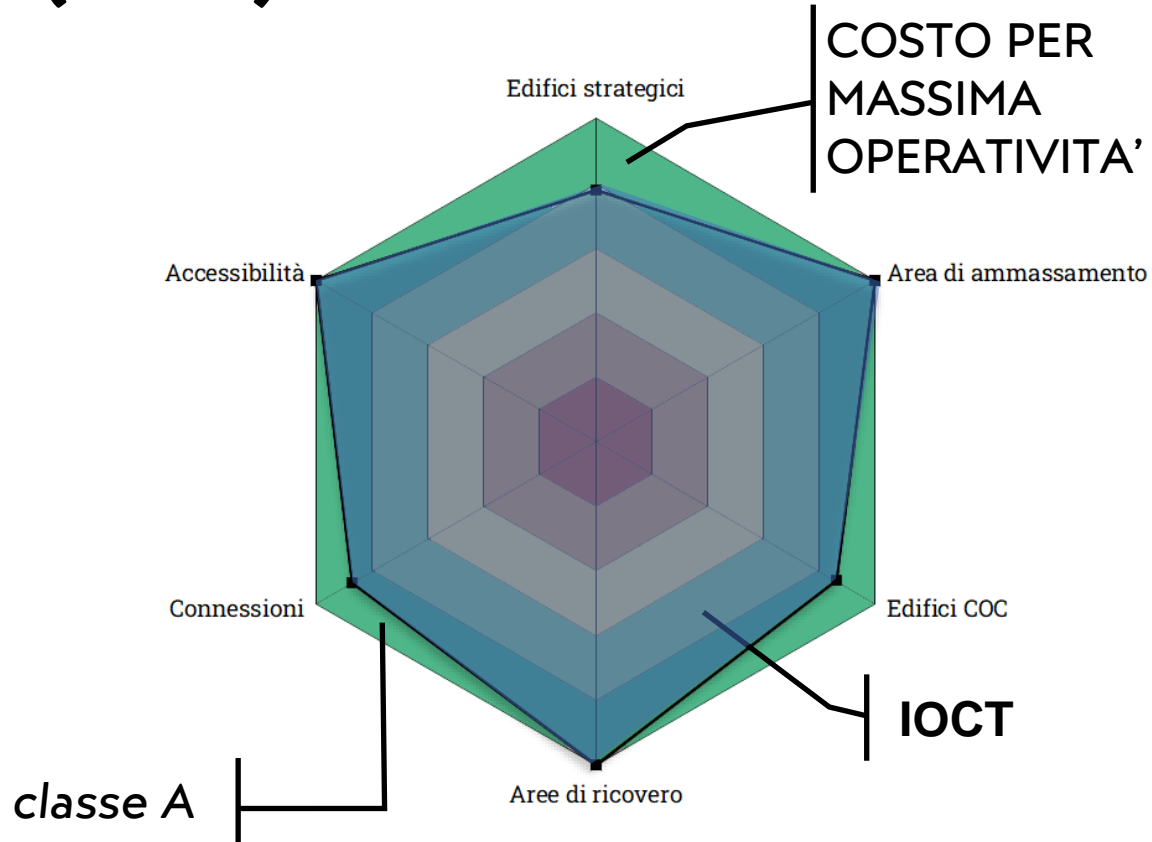 COSTO PER
MASSIMA
OPERATIVITA’
Edifici strategici
Accessibilità
Area di ammassamento
Connessioni
Edifici COC
IOCT
Aree di ricovero
classe A